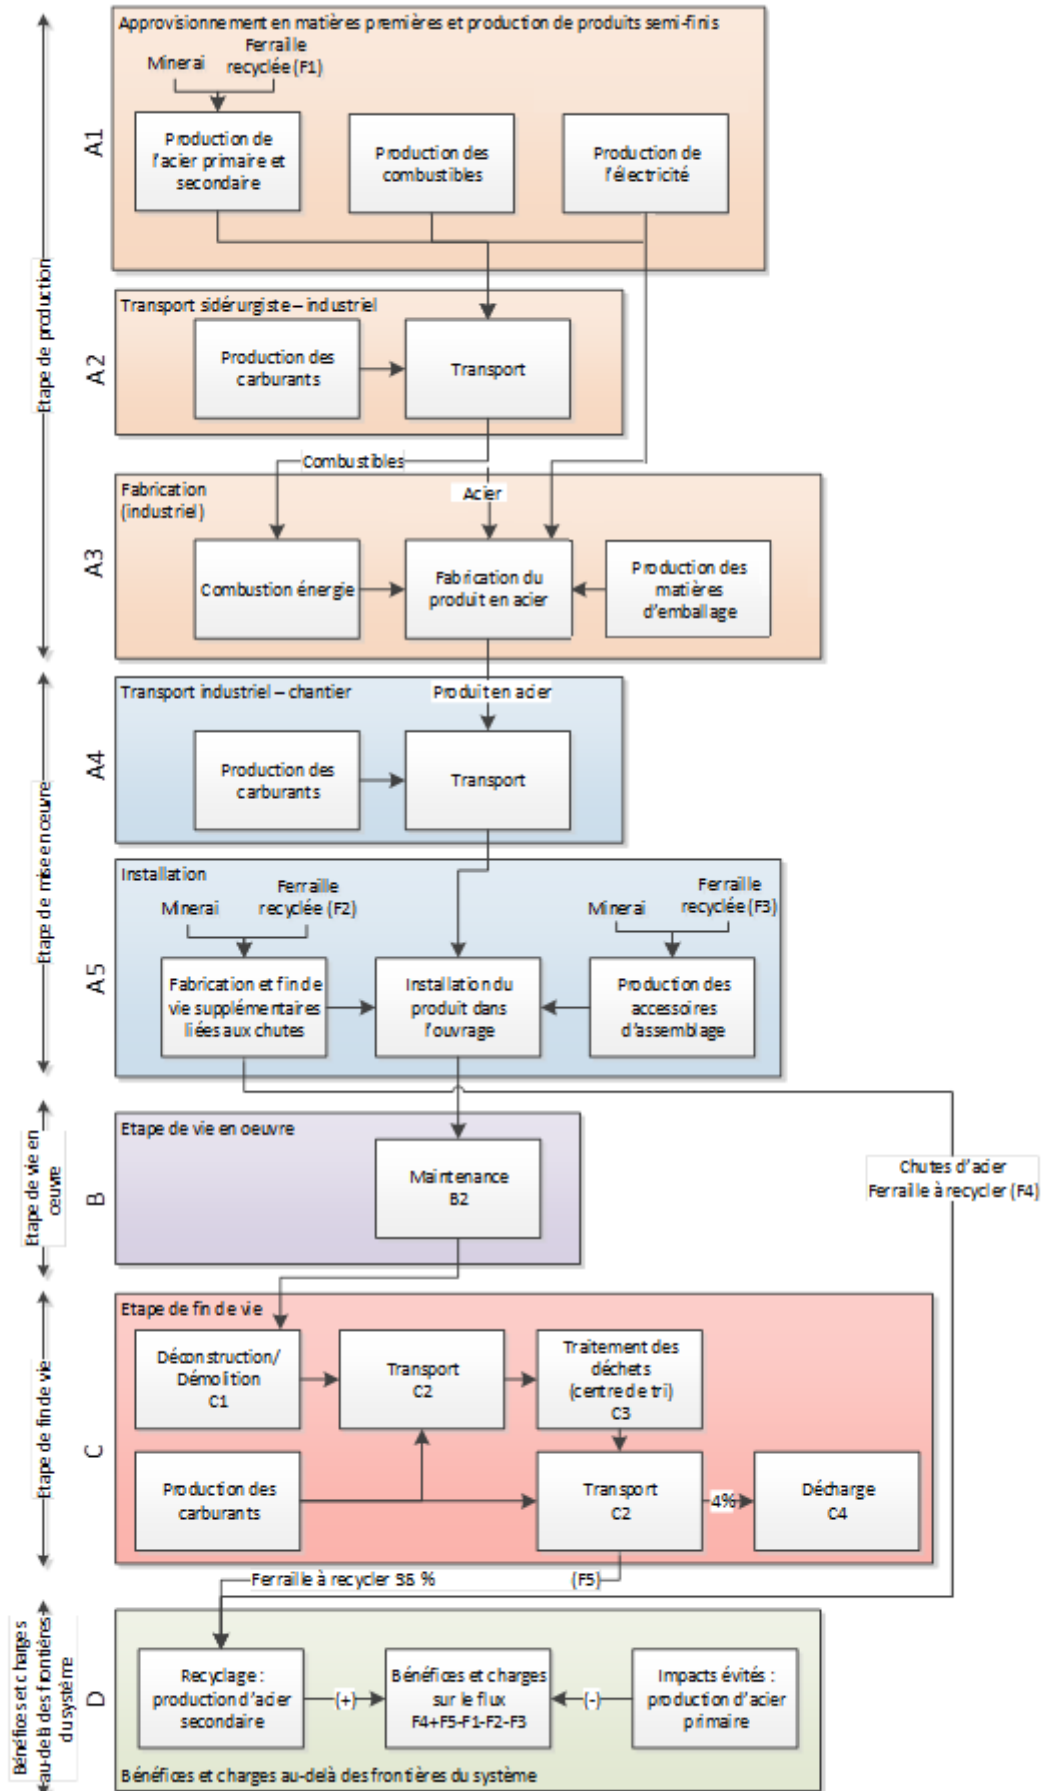 Approvisionnement en matières premières et production de produits semi-finis
Minerai
Ferraille
recyclée (F1)
Production de
l'acier primaire et
secondaire
Production des
combustibles
Production de
l'électricité
A1
Etape de production
Transport sidérurgiste – industriel
Production des
carburants
Transport
A2
Combustibles
Acier
Fabrication
(industriel)
Combustion énergie
Fabrication du
produit en acier
Production des
matières
d'emballage
A3
Transport industriel – chantier
Produit en acier
Production des
carburants
Transport
A4
Etape de mise en œuvre
Installation
Minerai
Ferraille
recyclée (F2)
Minerai
Ferraille
recyclée (F3)
Fabrication et fin de
vie supplémentaires
liées aux chutes
Installation du
produit dans
l'ouvrage
Production des
accessoires
d'assemblage
A5
Etape de vie en oeuvre
Maintenance
B2
B
Etape de vie en
œuvre
Chutes d'acier
Ferraille à recycler (F4)
Etape de fin de vie
Déconstruction/
Démolition
C1
Transport
C2
Traitement des
déchets
(centre de tri)
C3
Production des
carburants
Transport
C2
4%
Décharge
C4
C
Etape de fin de vie
Ferraille à recycler %
(F5)
Recyclage :
production d'acier
secondaire
(+)
Bénéfices et charges
sur le flux
F4+F5-F1-F2-F3
(-)
Impacts évités :
production d'acier
primaire
D
Bénéfices et charges
au-delà des frontières
du système
Bénéfices et charges au-delà des frontières du système